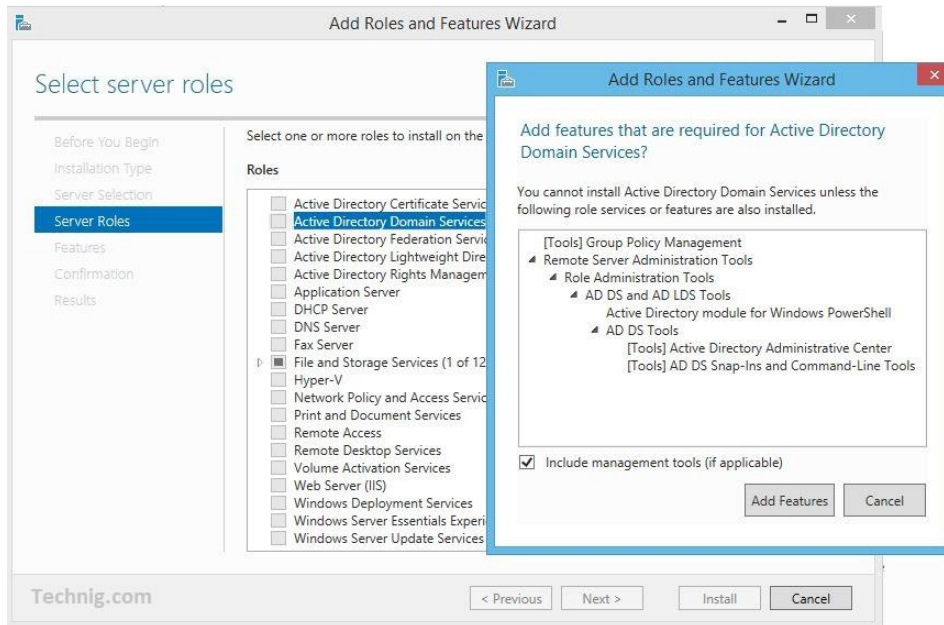 Add Roles and Features Wizard
Select server roles
Before You Begin
Installation Type
Server Selection
Server Roles
Features
Confirmation
Results
Select one or more roles to install on the
Roles
Active Directory Certificate Servic
Active Directory Domain Services
Active Directory Federation Servic
Active Directory Lightweight Dire
Active Directory Rights Managem
Application Server
DHCP Server
DNS Server
Fax Server
File and Storage Services (1 of 12
Hyper-V
Network Policy and Access Servic
Print and Document Services
Remote Access
Remote Desktop Services
Volume Activation Services
Web Server (IIS)
Windows Deployment Services
Windows Server Essentials Experi
Windows Server Update Services
Add Roles and Features Wizard
Add features that are required for Active Directory
Domain Services?
You cannot install Active Directory Domain Services unless the
following role services or features are also installed.
[Tools] Group Policy Management
Remote Server Administration Tools
Role Administration Tools
AD DS and AD LDS Tools
Active Directory module for Windows PowerShell
AD DS Tools
[Tools] Active Directory Administrative Center
[Tools] AD DS Snap-Ins and Command-Line Tools
Include management tools (if applicable)
Add Features
Cancel
Technig.com
< Previous
Next >
Install
Cancel